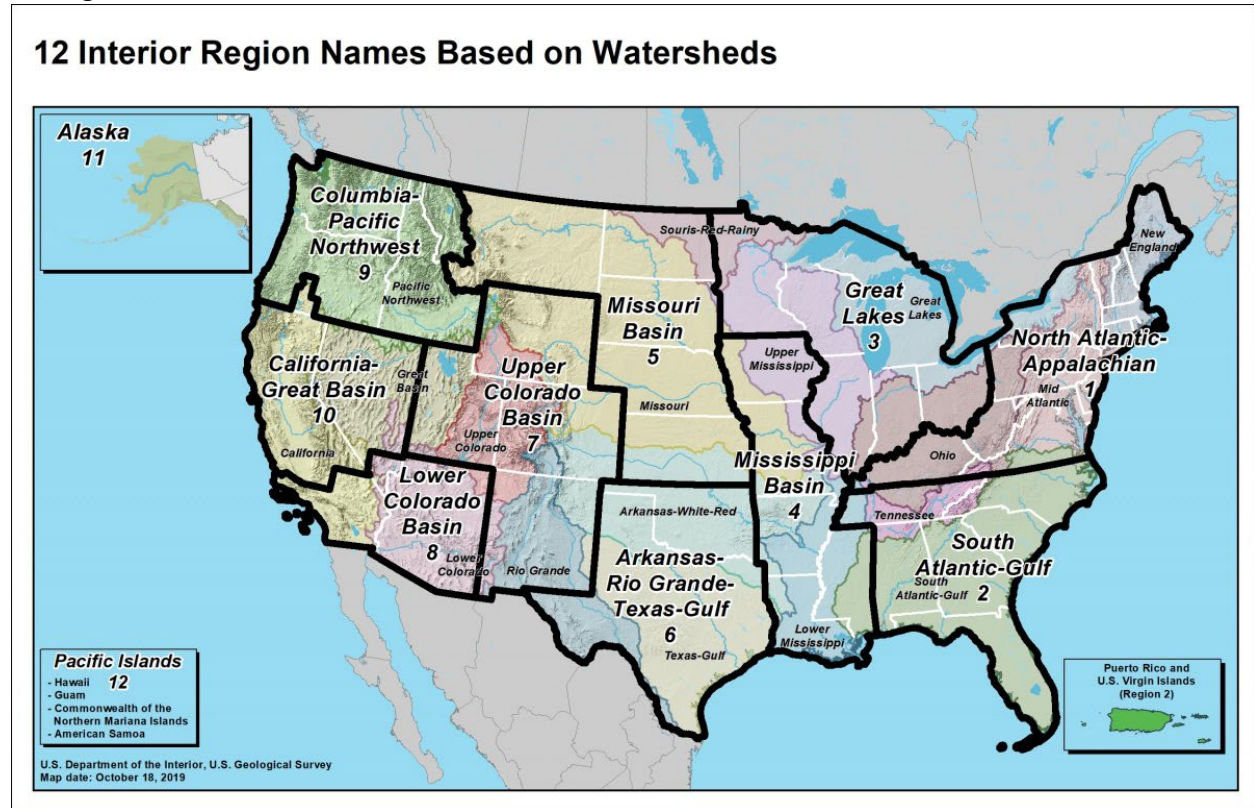 12 Interior Region Names Based on Watersheds
Alaska
11
Columbia-
Pacific
Northwest
9
Pacific
Northwest
Souris-Red-Rainy
New
England
Missouri
Basin
5
Great
Lakes
3
Great
Lakes
North Atlantic-
Appalachian
1
Mid
Atlantic
California-
Great Basin
10
Great
Basin
California
Upper
Colorado
Basin
7
Upper
Colorado
Missouri
Upper
Mississippi
Ohio
Lower
Colorado
Basin
8
Lower
Colorado
Rio Grande
Mississippi
Basin
4
Arkansas-White-Red
Tennessee
Arkansas-
Rio Grande-
Texas-Gulf
6
Texas-Gulf
Lower
Mississippi
South
Atlantic-Gulf
2
South
Atlantic-Gulf
Pacific Islands
12
- Hawaii
- Guam
- Commonwealth of the
Northern Mariana Islands
- American Samoa
Puerto Rico and
U.S. Virgin Islands
(Region 2)
U.S. Department of the Interior, U.S. Geological Survey
Map date: October 18, 2019